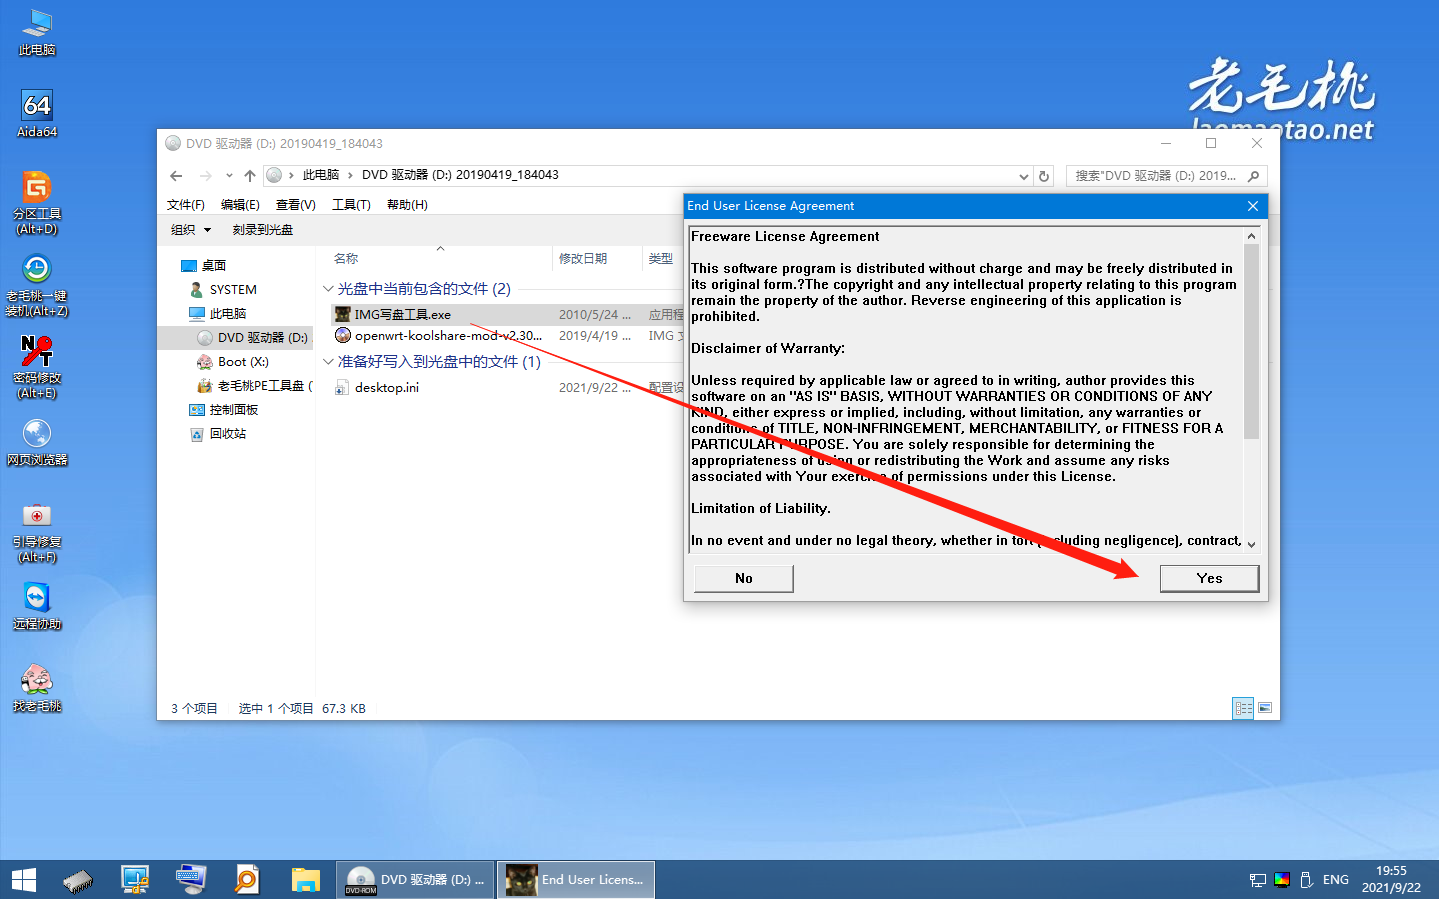 此电脑
Aida64
分区工具
(Alt+D)
老毛桃一键
装机(Alt+Z)
密码修改
(Alt+E)
网页浏览器
引导修复
(Alt+F)
远程协助
找老毛桃
老毛桃
laomaotao.net
DVD 驱动器 (D:) 20190419_184043
此电脑
DVD 驱动器 (D:) 20190419_184043
搜索"DVD 驱动器 (D:) 2019...
文件(F) 编辑(E) 查看(V) 工具(T) 帮助(H)
组织 刻录到光盘
桌面
SYSTEM
此电脑
DVD 驱动器 (D:)
Boot (X:)
老毛桃PE工具盘 (
控制面板
回收站
名称 修改日期 类型
光盘中当前包含的文件 (2)
IMG写盘工具.exe 2010/5/24 ... 应用程
openwrt-koolshare-mod-v2.30... 2019/4/19 ... IMG 文
准备好写入到光盘中的文件 (1)
desktop.ini 2021/9/22 ... 配置设
3 个项目 选中 1 个项目 67.3 KB
End User License Agreement
Freeware License Agreement
This software program is distributed without charge and may be freely distributed in
its original form.?The copyright and any intellectual property relating to this program
remain the property of the author. Reverse engineering of this application is
prohibited.
Disclaimer of Warranty:
Unless required by applicable law or agreed to in writing, author provides this
software on an "AS IS" BASIS, WITHOUT WARRANTIES OR CONDITIONS OF ANY
KIND, either express or implied, including, without limitation, any warranties or
conditions of TITLE, NON-INFRINGEMENT, MERCHANTABILITY, or FITNESS FOR A
PARTICULAR PURPOSE. You are solely responsible for determining the
appropriateness of using or redistributing the Work and assume any risks
associated with Your exercise of permissions under this License.
Limitation of Liability.
In no event and under no legal theory, whether in tort (including negligence), contract,
No
Yes
64
DVD-ROM
DVD 驱动器 (D:) ...
End User Licens...
ENG
19:55
2021/9/22